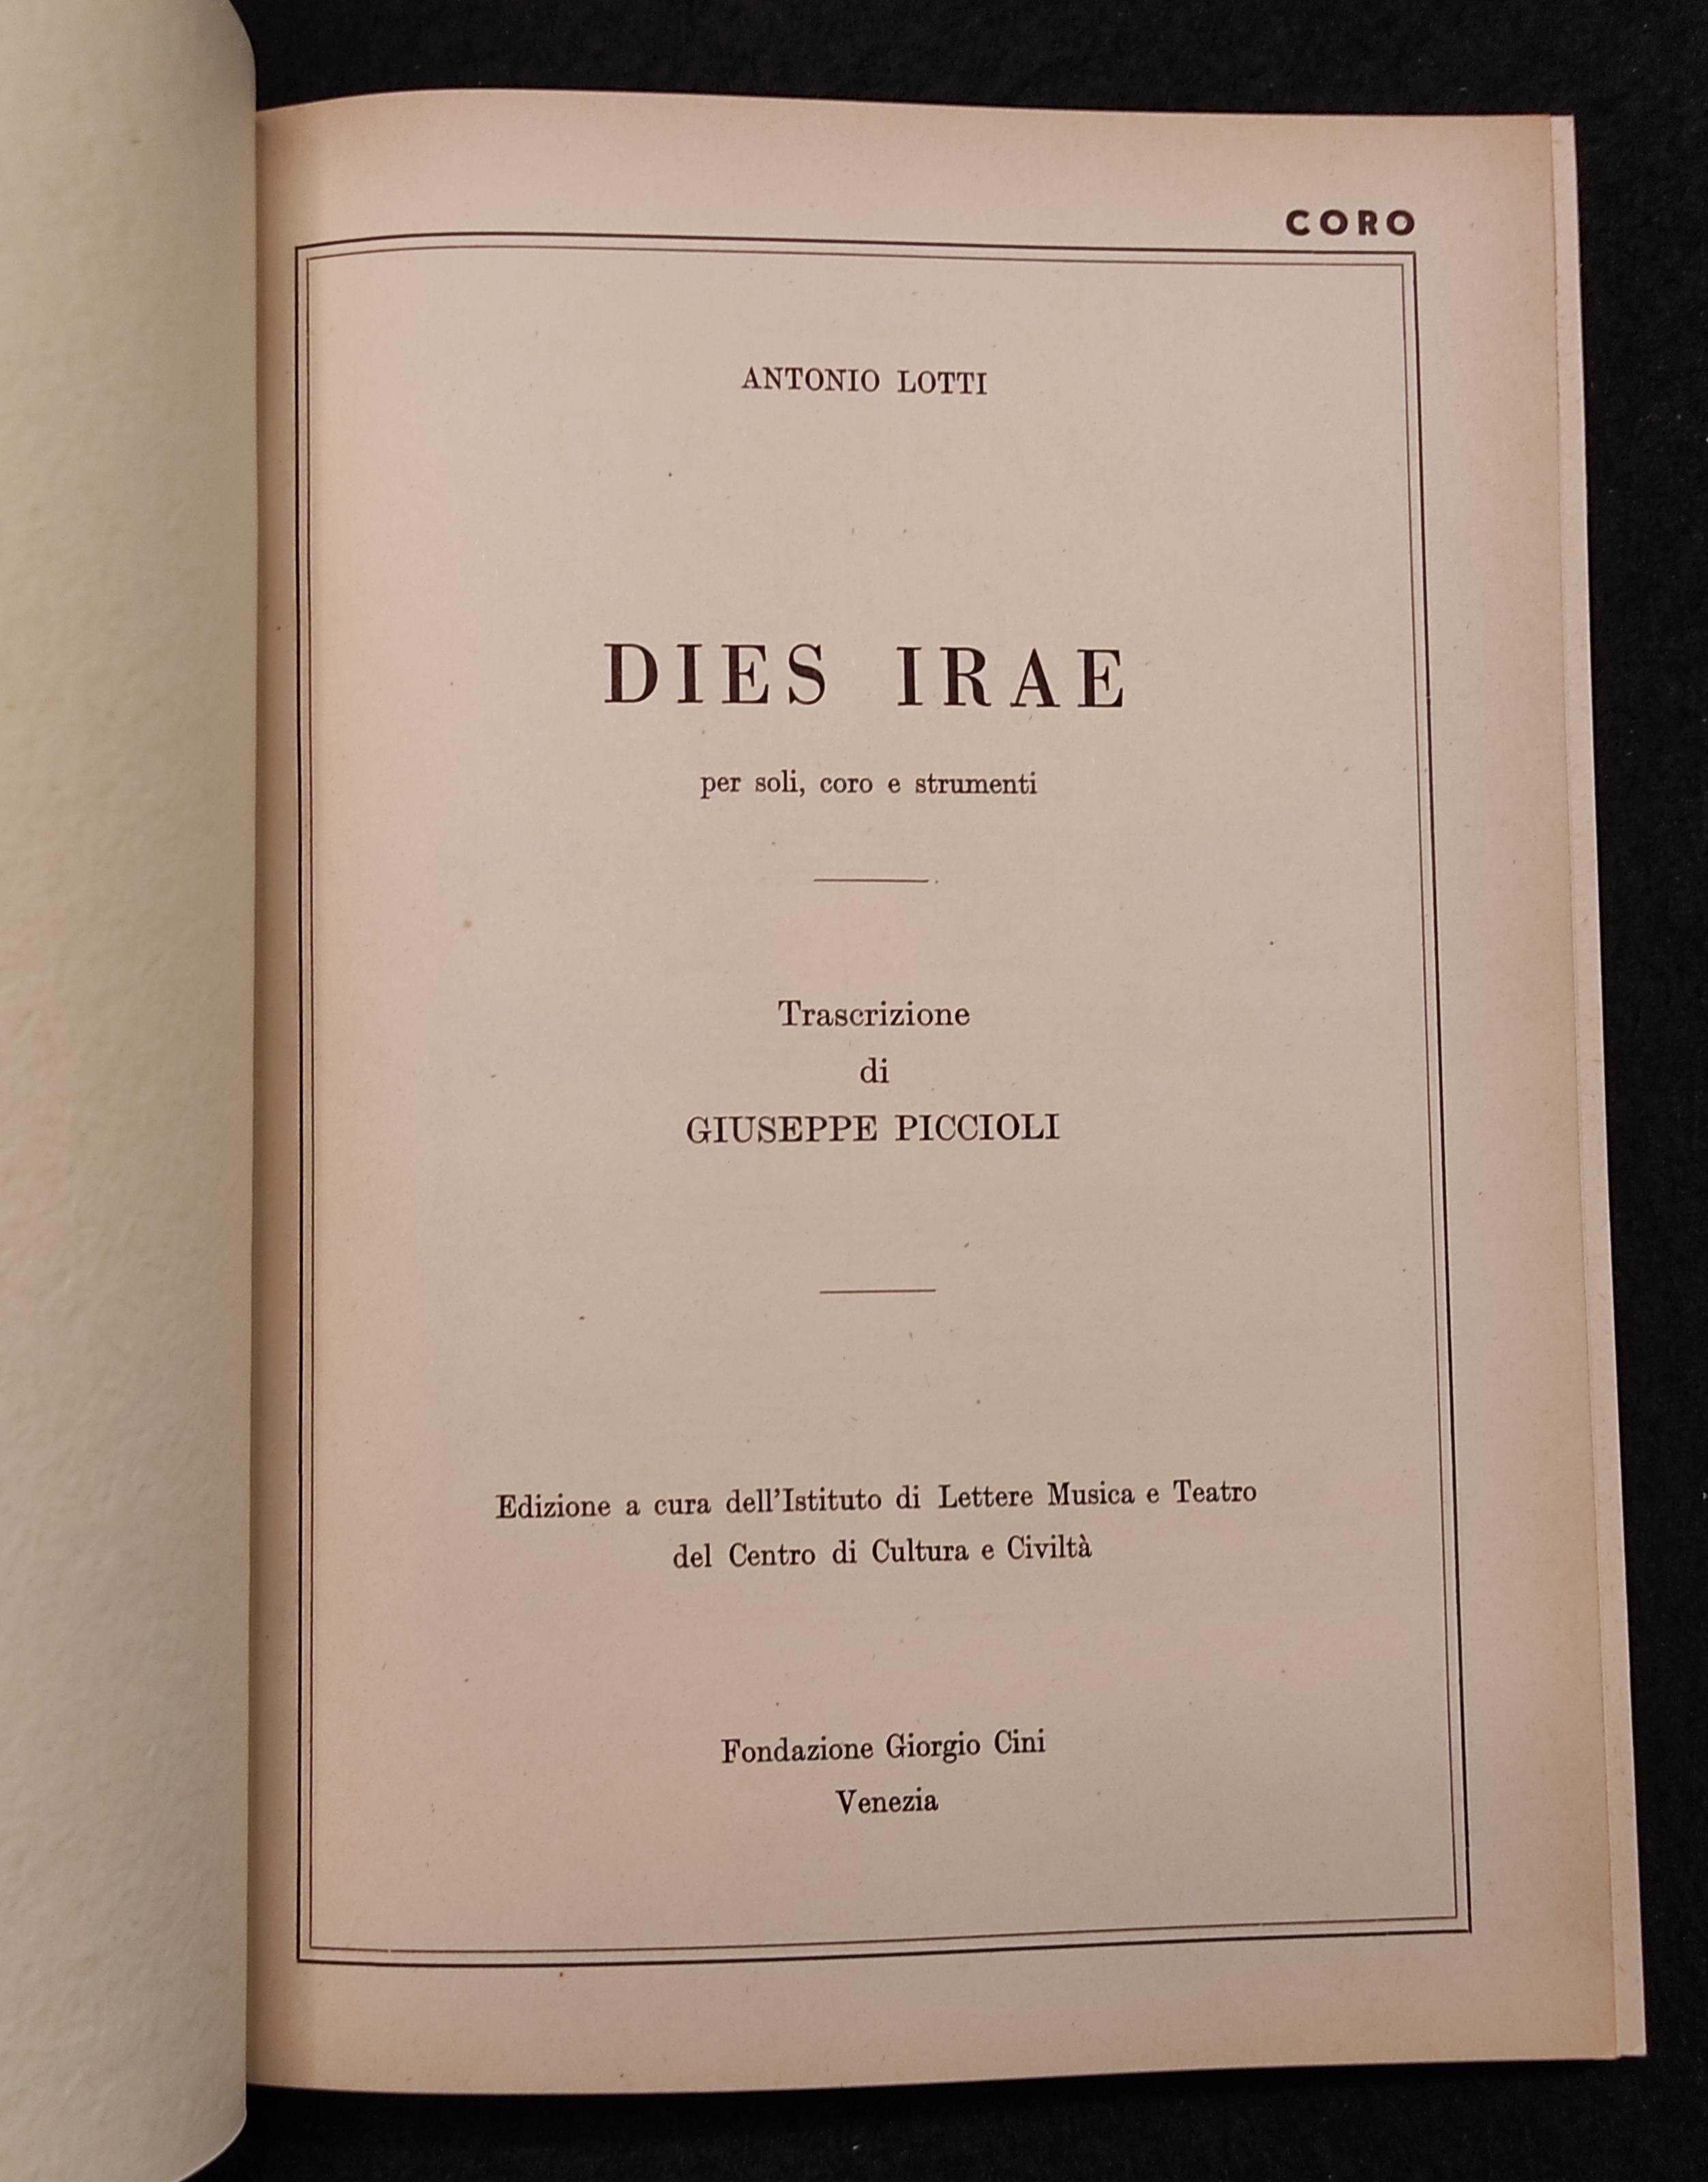 CORO
ANTONIO LOTTI
DIES IRAE
per soli, coro e strumenti
Trascrizione
di
GIUSEPPE PICCIOLI
Edizione a cura dell'Istituto di Lettere Musica e Teatro
del Centro di Cultura e Civiltà
Fondazione Giorgio Cini
Venezia